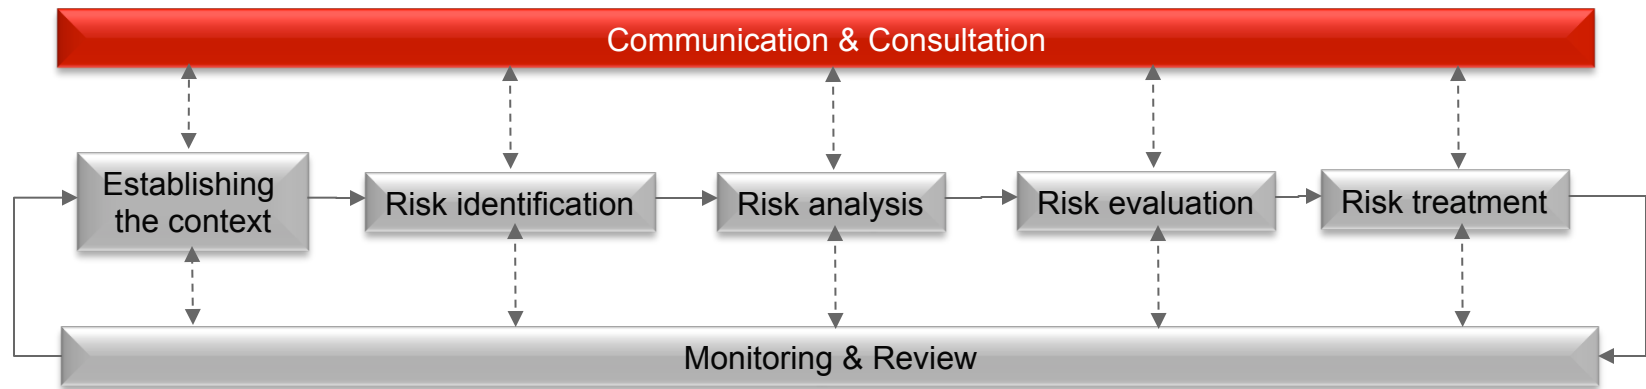 Communication & Consultation
Establishing
the context
Risk identification
Risk analysis
Risk evaluation
Risk treatment
Monitoring & Review